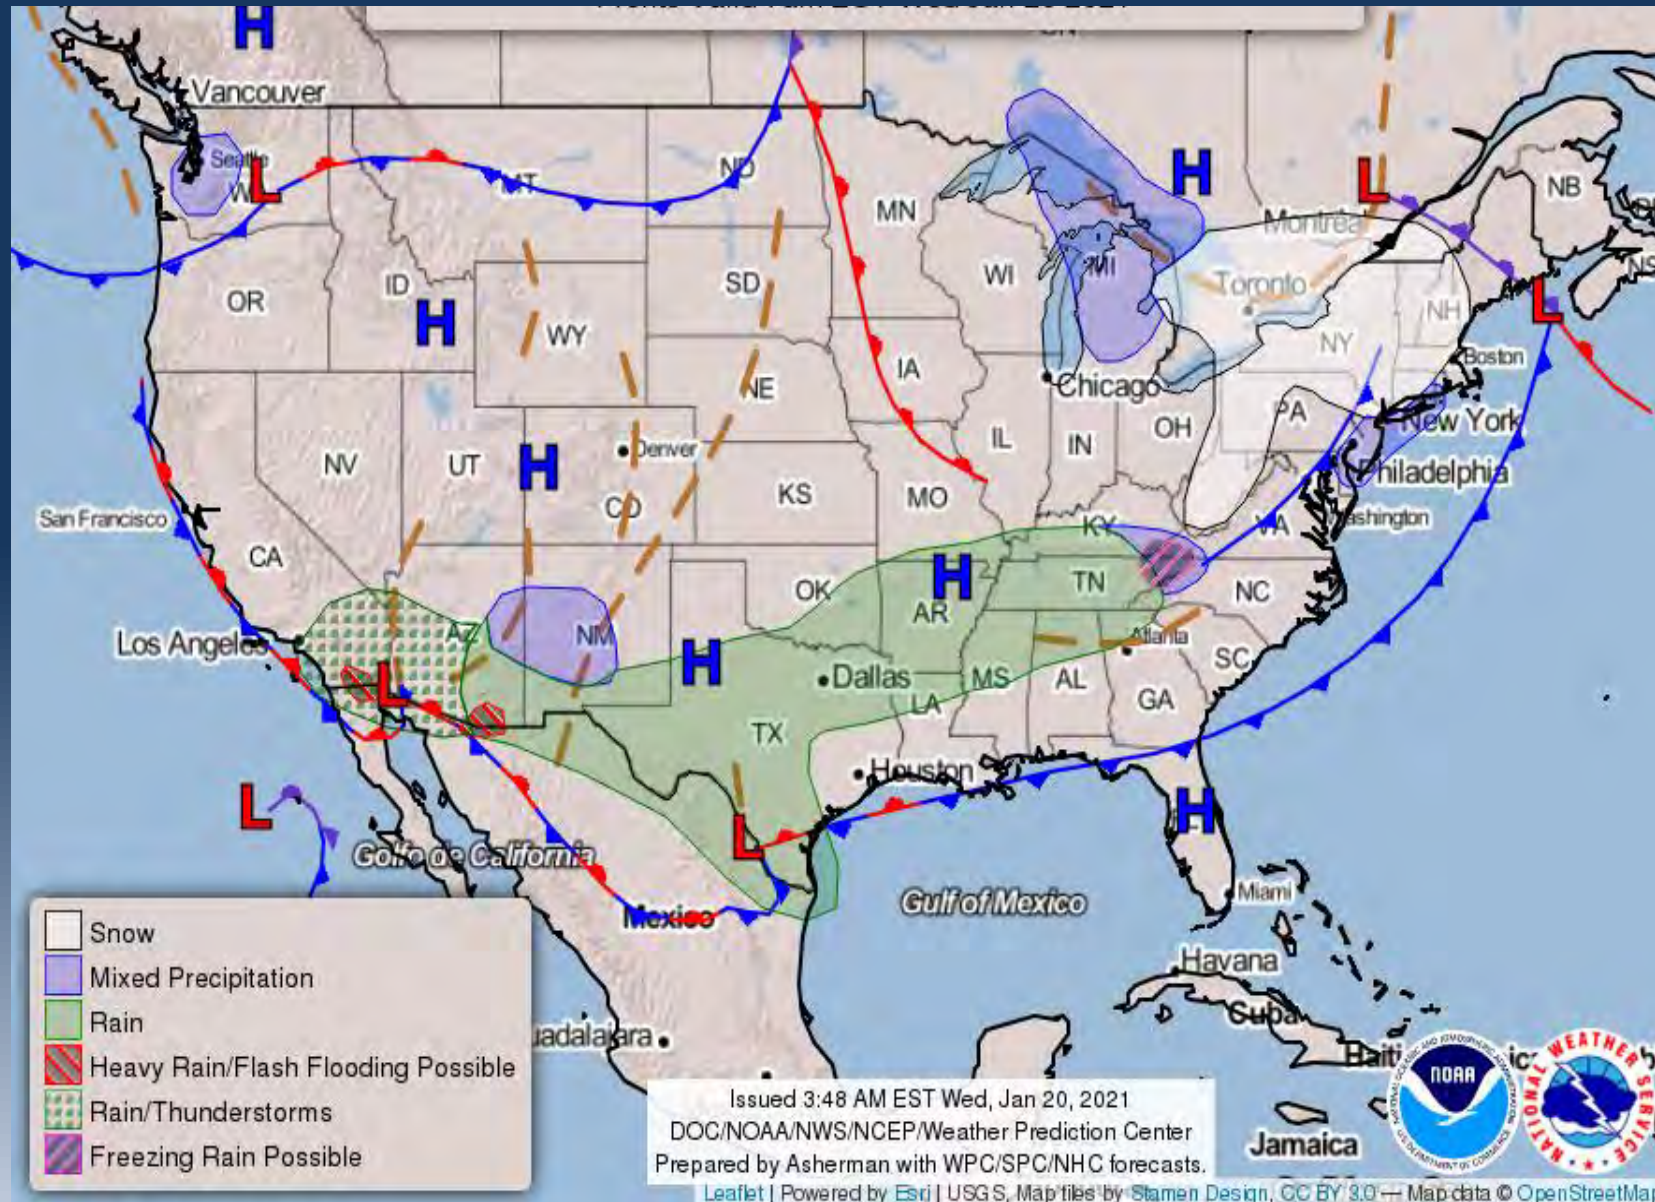 H
Vancouver
Seattle
L
MT
ND
MN
H
L
NB
Montréal
OR
ID
H
WY
SD
WI
MI
Toronto
NH
NY
L
Boston
NE
IA
Chicago
PA
New York
NV
UT
H
Denver
CO
KS
MO
IL
IN
OH
Philadelphia
San Francisco
CA
KY
VA
OK
AR
H
TN
NC
Los Angeles
AZ
NM
H
Dallas
MS
AL
Atlanta
SC
L
TX
LA
GA
Houston
L
Golfo de California
L
H
Mexico
Gulf of Mexico
Miami
Havana
Cuba
Haiti
Jamaica
Snow
Mixed Precipitation
Rain
Heavy Rain/Flash Flooding Possible
Rain/Thunderstorms
Freezing Rain Possible
Issued 3:48 AM EST Wed, Jan 20, 2021
DOC/NOAA/NWS/NCEP/Weather Prediction Center
Prepared by Asherman with WPC/SPC/NHC forecasts.
NOAA
NATIONAL WEATHER SERVICE
Leaflet | Powered by Esri | USGS, Map tiles by Stamen Design, CC BY 3.0 — Map data © OpenStreetMap